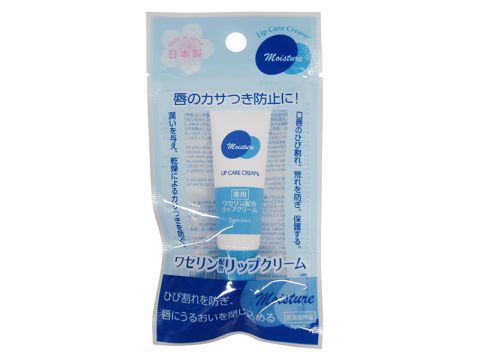 MADE IN JAPAN
日本製
Lip Care Cream
Moisture
唇のカサつき防止に!
口唇のひび割れ、荒れを防ぎ、保護する。
潤いを与え、乾燥によるカサつきを防ぐ。
Moisture
LIP CARE CREAM
薬用
ワセリン配合
リップクリーム
ワセリン配合リップクリーム
ひび割れを防ぎ、
唇にうるおいを閉じ込める
Moisture
医薬部外品